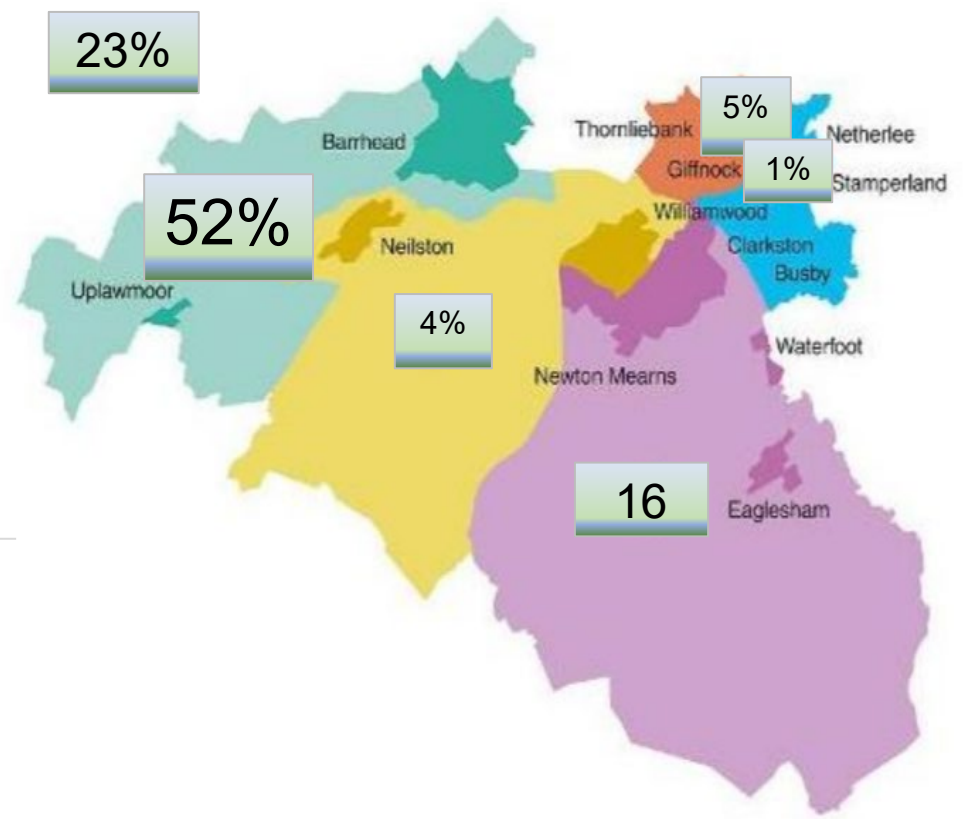 23%
5%
Thornliebank
Netherlee
Barrhead
1%
Giffnock
Stamperland
52%
Williamwood
Neilston
Clarkston
Busby
Uplawmoor
4%
Waterfoot
Newton Mearns
16
Eaglesham